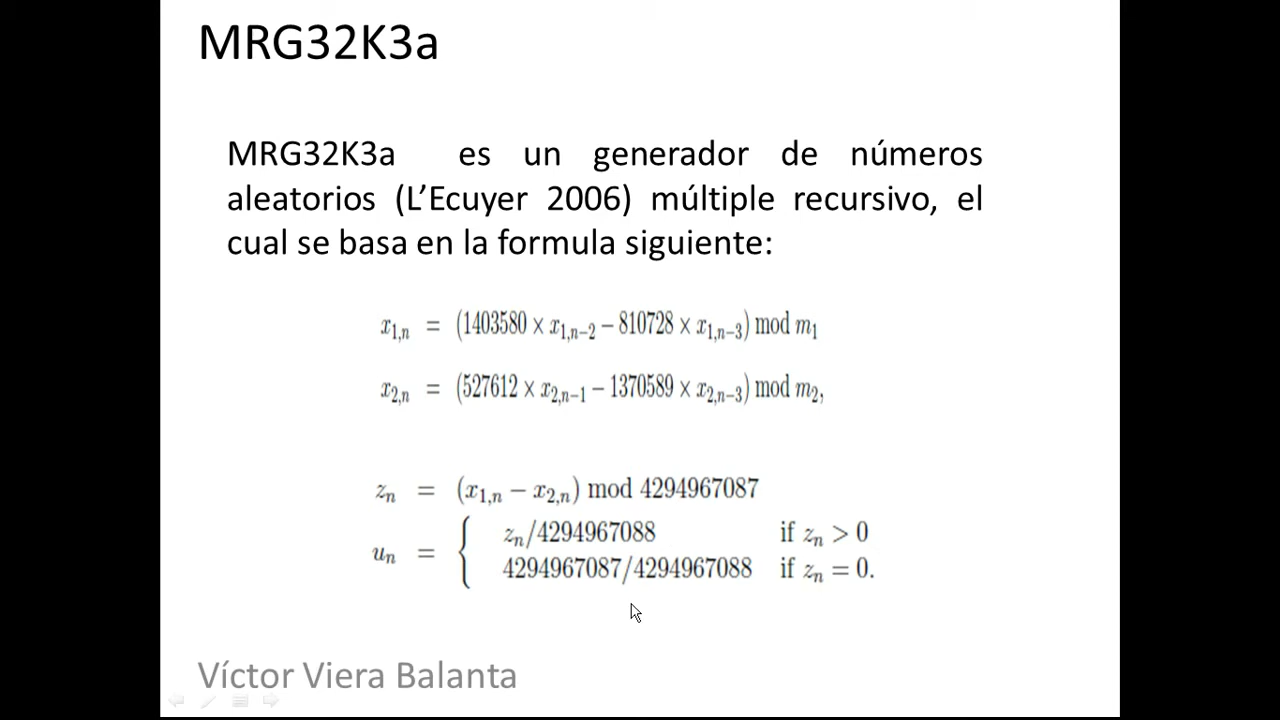 MRG32K3a
MRG32K3a es un generador de números
aleatorios (L’Ecuyer 2006) múltiple recursivo, el
cual se basa en la formula siguiente:
x₁,ₙ = (1403580 × x₁,ₙ₋₂ − 810728 × x₁,ₙ₋₃) mod m₁
x₂,ₙ = (527612 × x₂,ₙ₋₁ − 1370589 × x₂,ₙ₋₃) mod m₂,
zₙ = (x₁,ₙ − x₂,ₙ) mod 4294967087
uₙ = { zₙ/4294967088 if zₙ > 0
4294967087/4294967088 if zₙ = 0.
Víctor Viera Balanta